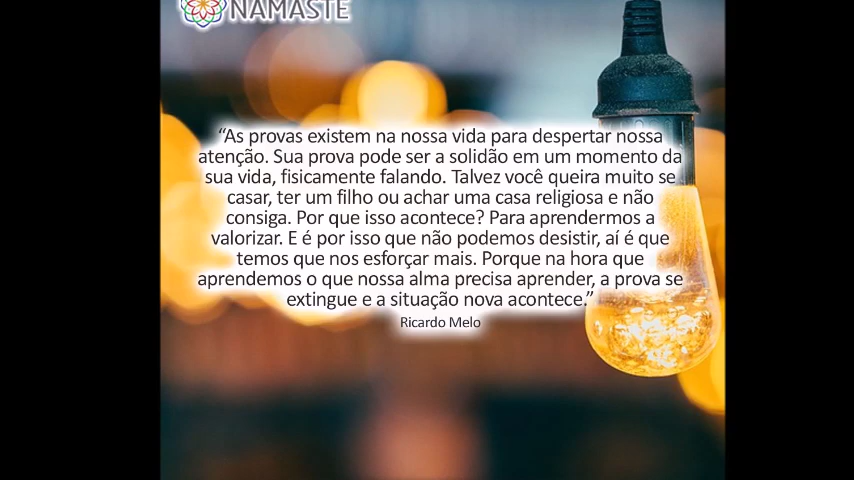 NAMASTE
“As provas existem na nossa vida para despertar nossa
atenção. Sua prova pode ser a solidão em um momento da
sua vida, fisicamente falando. Talvez você queira muito se
casar, ter um filho ou achar uma casa religiosa e não
consiga. Por que isso acontece? Para aprendermos a
valorizar. E é por isso que não podemos desistir, aí é que
temos que nos esforçar mais. Porque na hora que
aprendemos o que nossa alma precisa aprender, a prova se
extingue e a situação nova acontece.”
Ricardo Melo